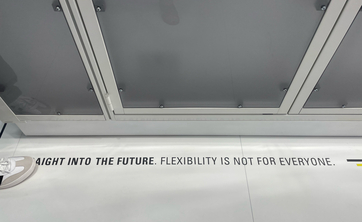 AIGHT INTO THE FUTURE. FLEXIBILITY IS NOT FOR EVERYONE.